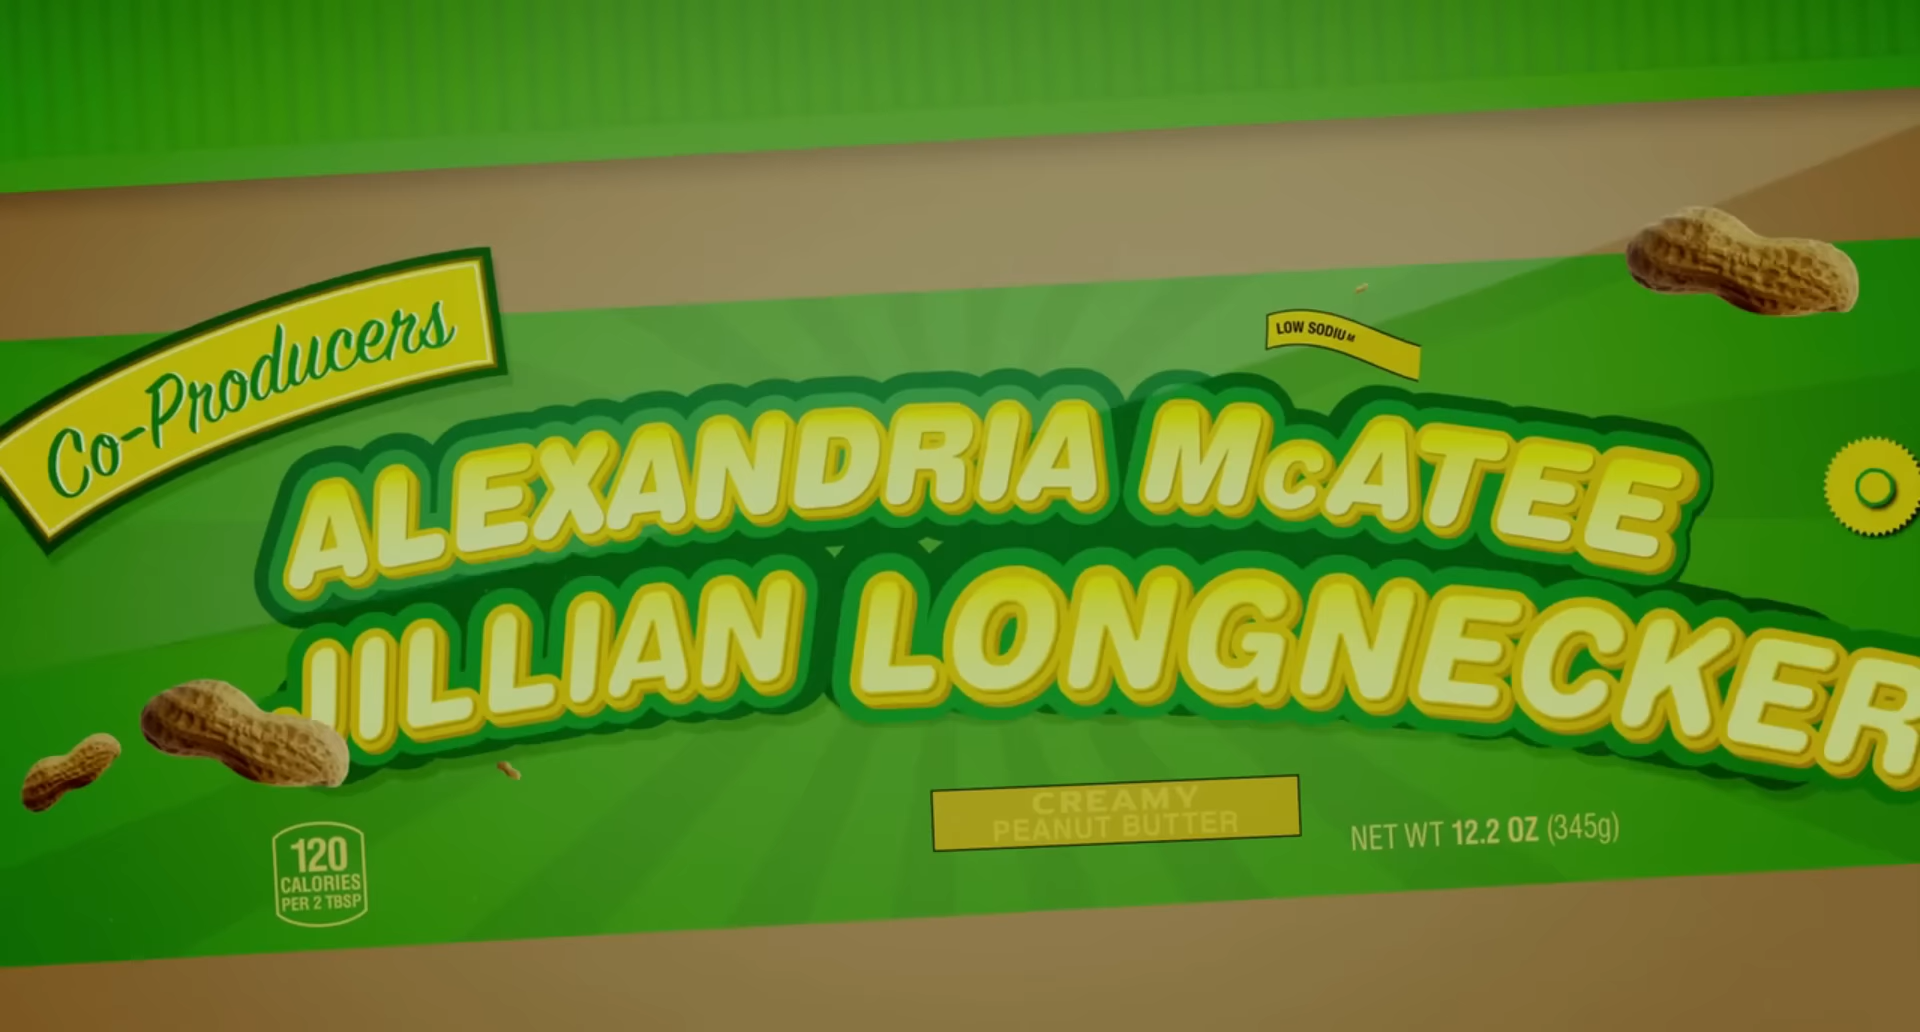 Co-Producers
LOW SODIUM
ALEXANDRIA McATEE
JILLIAN LONGNECKER
120
CALORIES
PER 2 TBSP
CREAMY
PEANUT BUTTER
NET WT 12.2 OZ (345g)